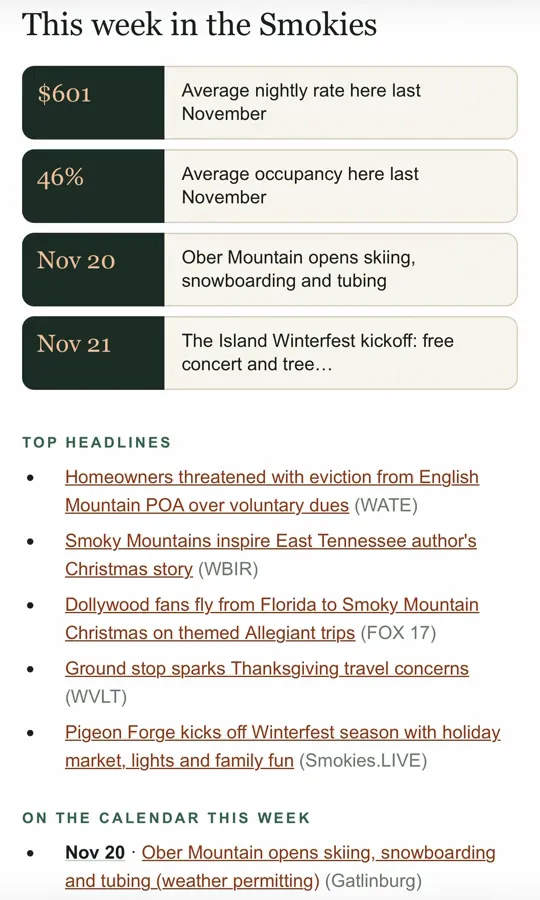 This week in the Smokies
$601
Average nightly rate here last
November
46%
Average occupancy here last
November
Nov 20
Ober Mountain opens skiing,
snowboarding and tubing
Nov 21
The Island Winterfest kickoff: free
concert and tree…
TOP HEADLINES
• Homeowners threatened with eviction from English
Mountain POA over voluntary dues (WATE)
• Smoky Mountains inspire East Tennessee author's
Christmas story (WBIR)
• Dollywood fans fly from Florida to Smoky Mountain
Christmas on themed Allegiant trips (FOX 17)
• Ground stop sparks Thanksgiving travel concerns
(WVLT)
• Pigeon Forge kicks off Winterfest season with holiday
market, lights and family fun (Smokies.LIVE)
ON THE CALENDAR THIS WEEK
• Nov 20 · Ober Mountain opens skiing, snowboarding
and tubing (weather permitting) (Gatlinburg)